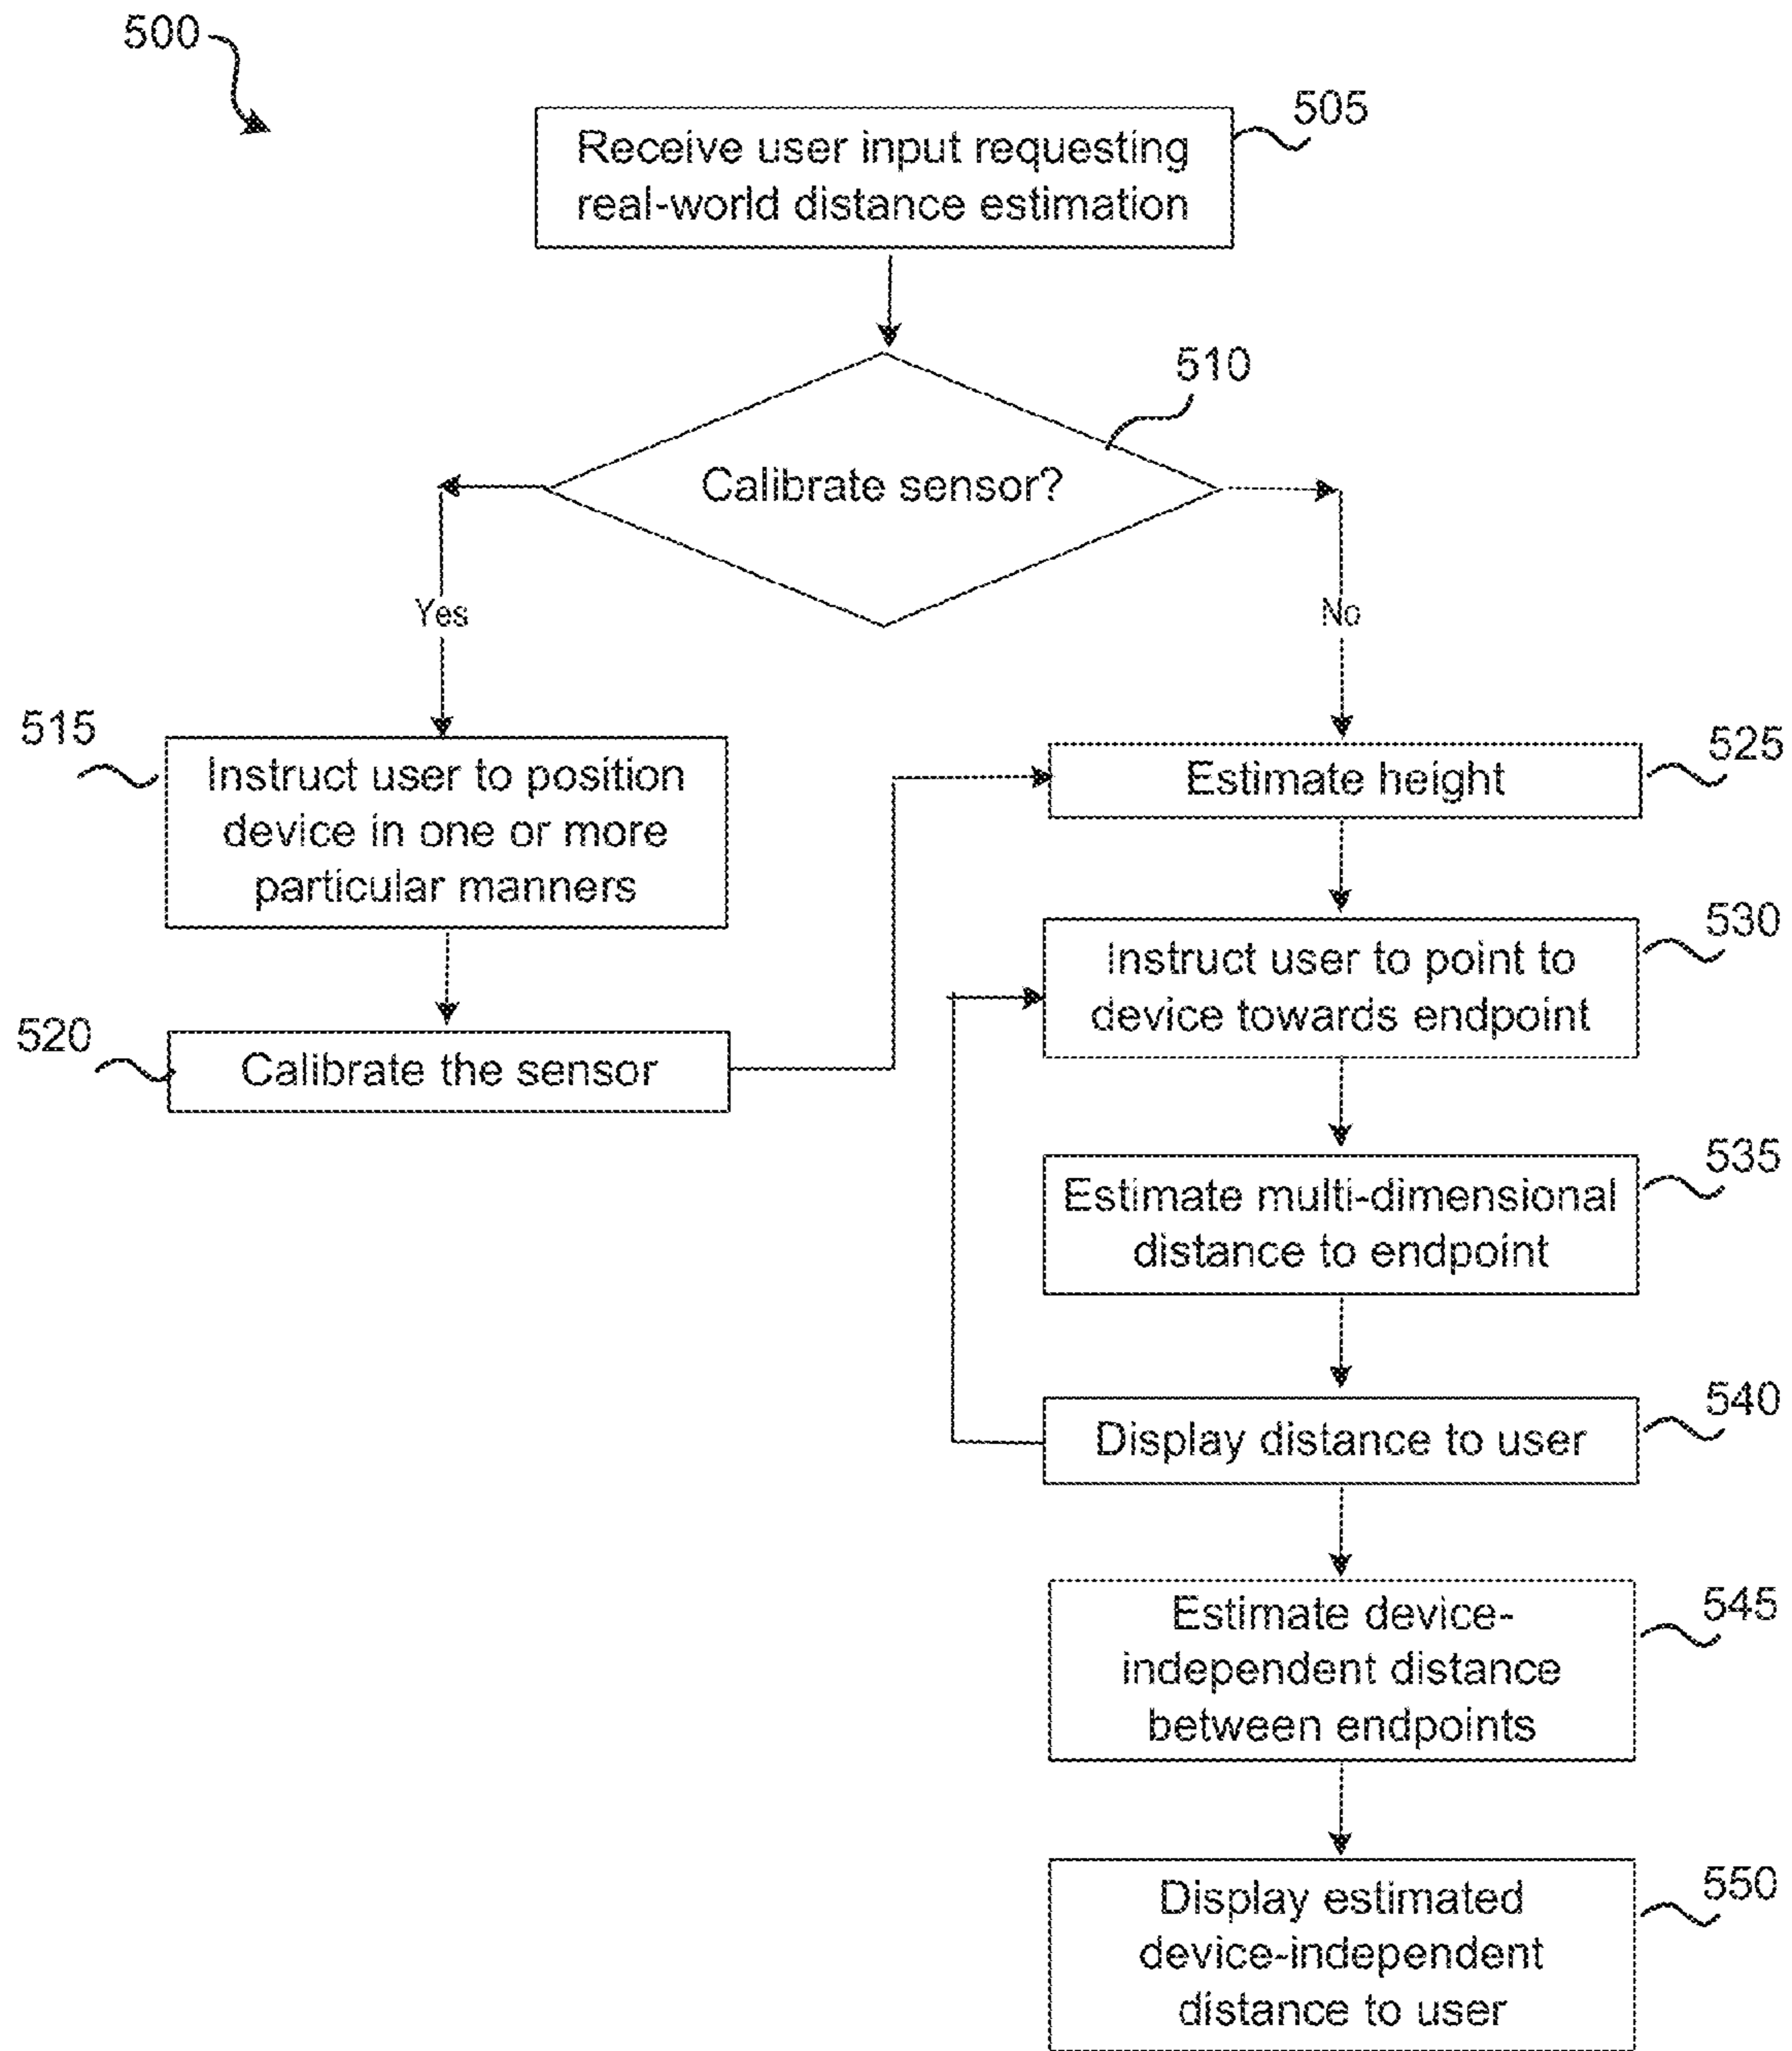 500
505
Receive user input requesting
real-world distance estimation
510
Calibrate sensor?
Yes
No
515
Instruct user to position
device in one or more
particular manners
525
Estimate height
530
Instruct user to point to
device towards endpoint
520
Calibrate the sensor
535
Estimate multi-dimensional
distance to endpoint
540
Display distance to user
545
Estimate device-
independent distance
between endpoints
550
Display estimated
device-independent
distance to user